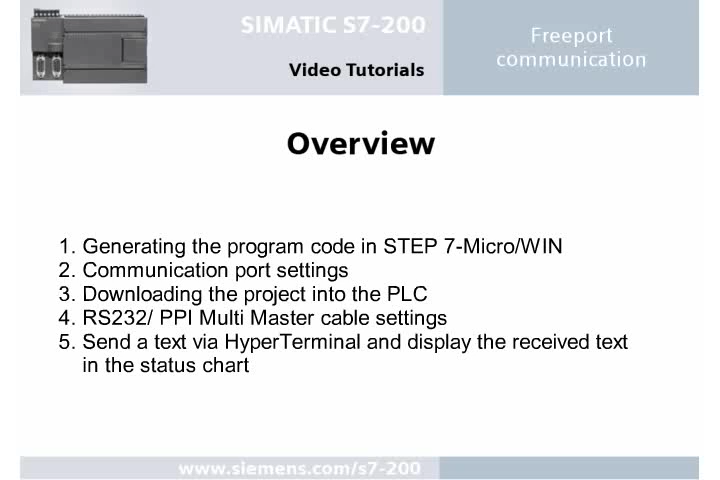 SIMATIC S7-200
Video Tutorials
Freeport
communication
Overview
1. Generating the program code in STEP 7-Micro/WIN
2. Communication port settings
3. Downloading the project into the PLC
4. RS232/ PPI Multi Master cable settings
5. Send a text via HyperTerminal and display the received text
in the status chart
www.siemens.com/s7-200